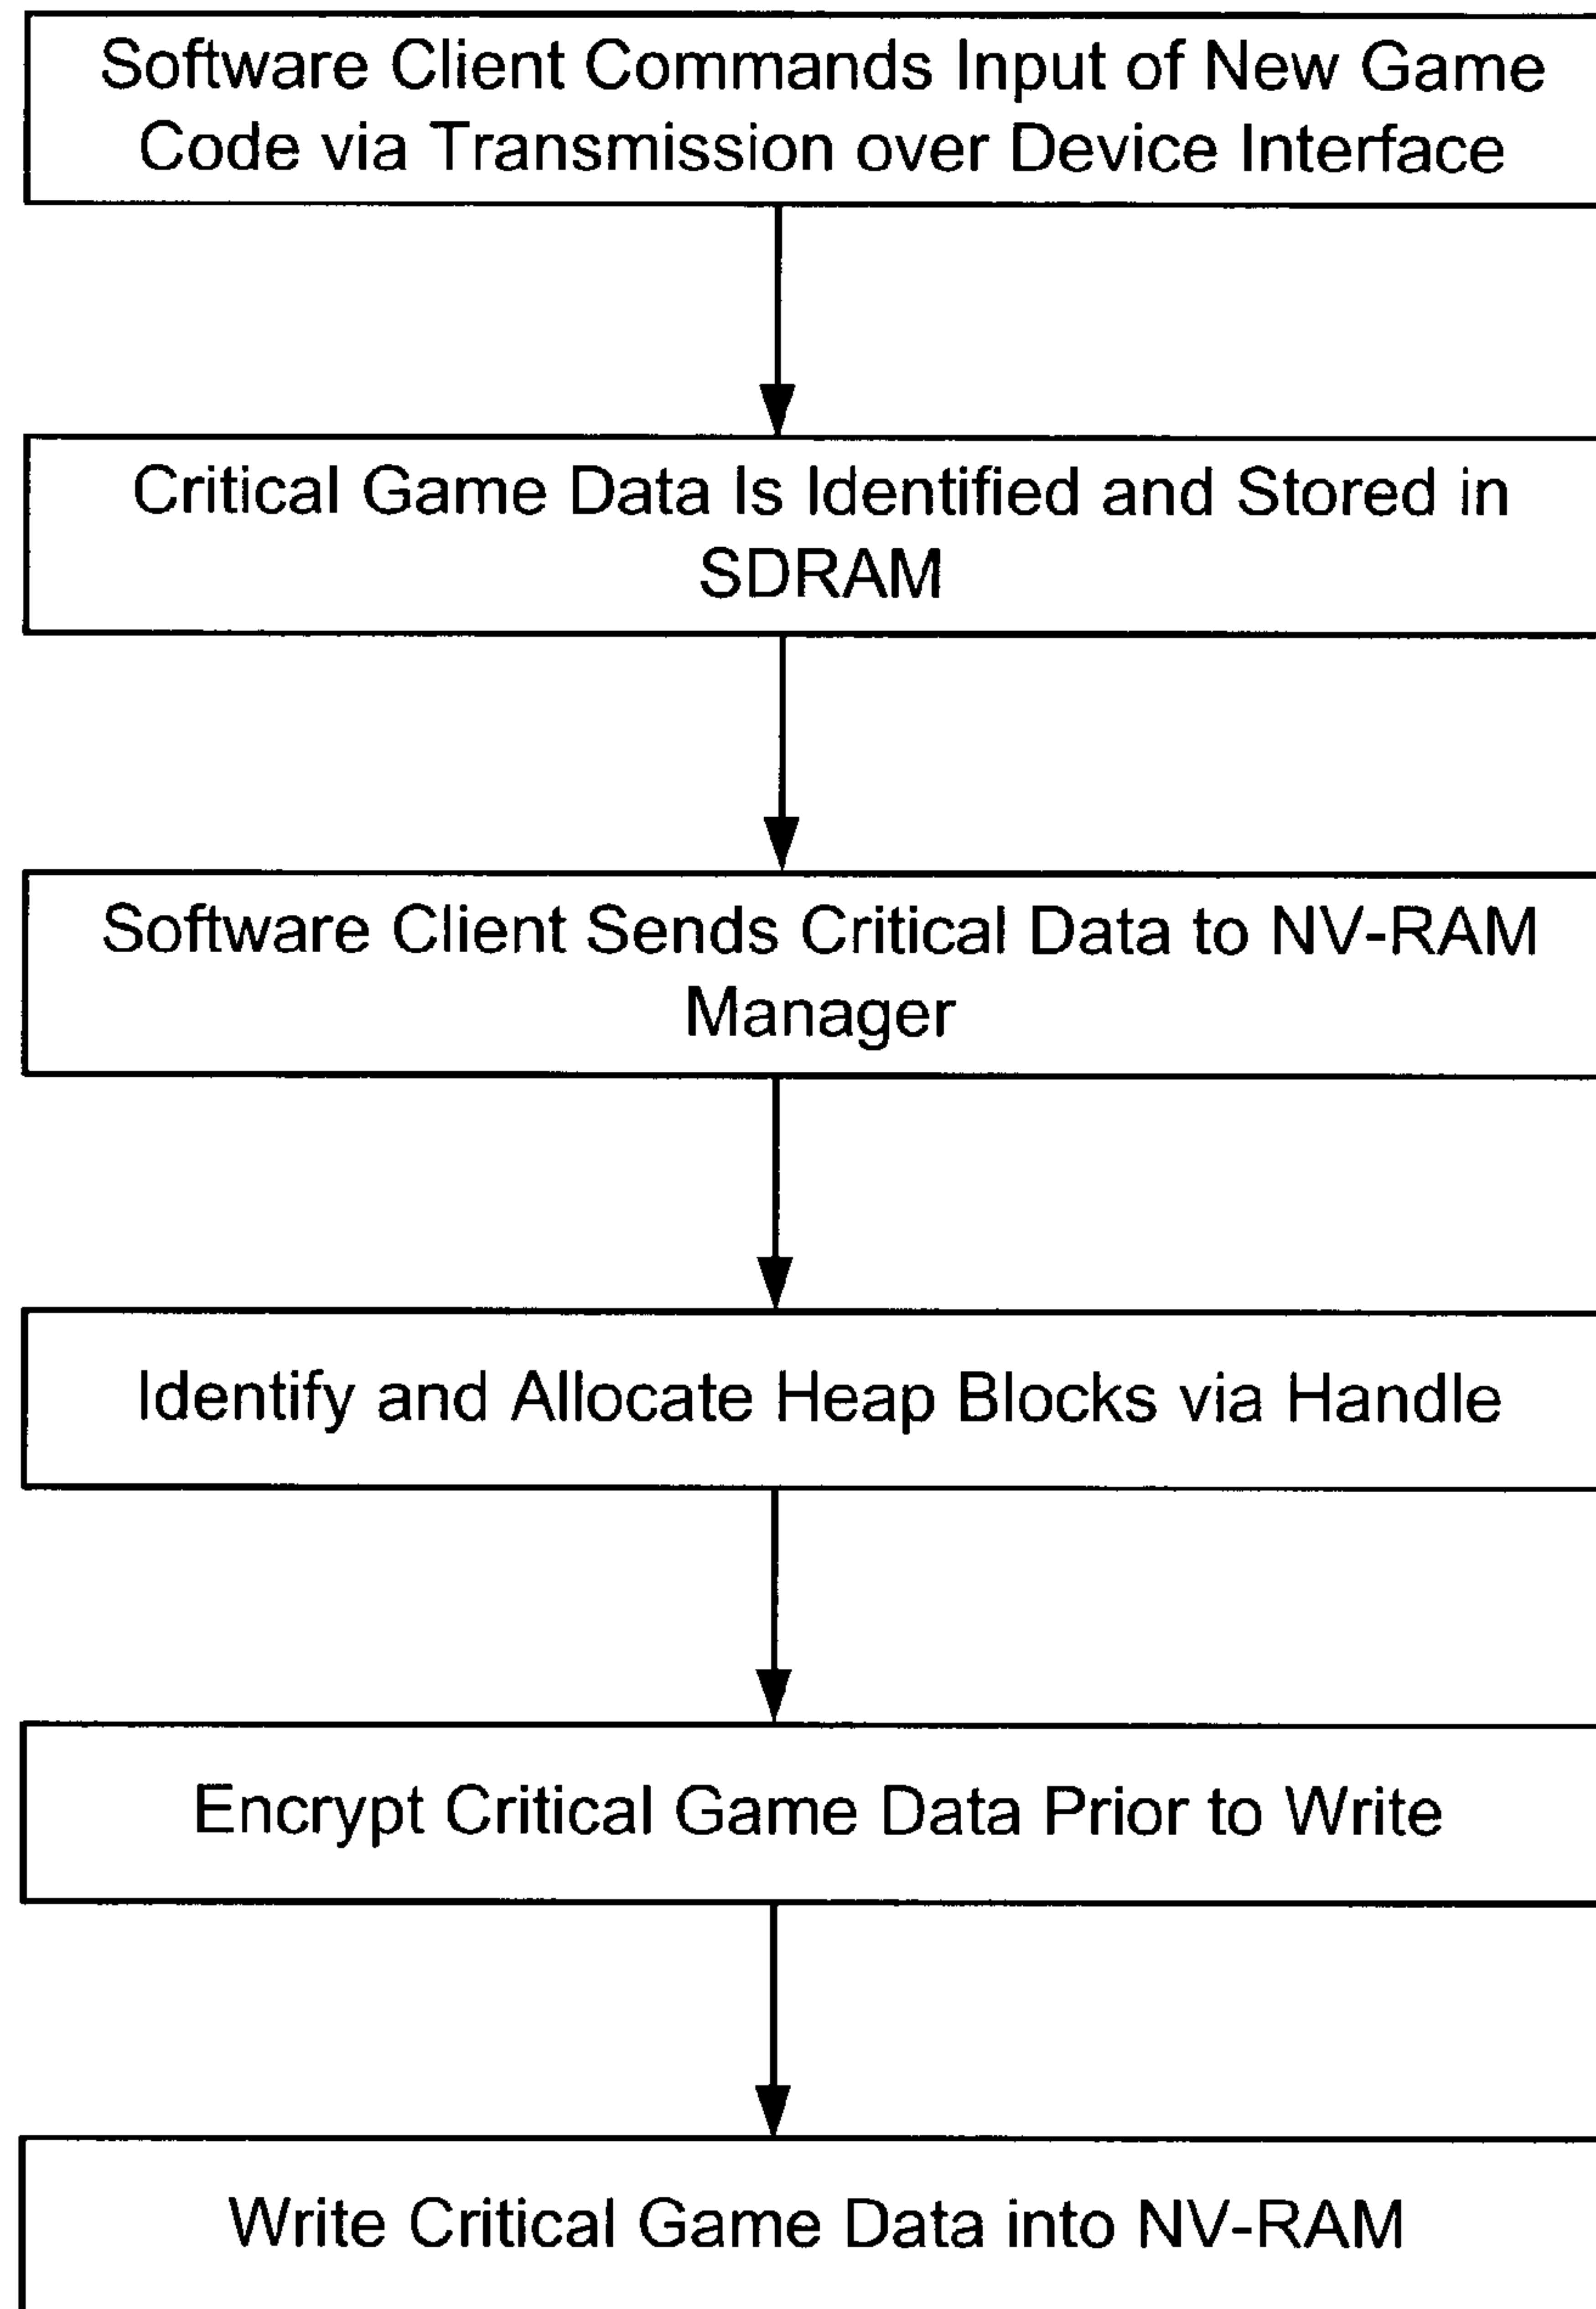 Software Client Commands Input of New Game
Code via Transmission over Device Interface
Critical Game Data Is Identified and Stored in
SDRAM
Software Client Sends Critical Data to NV-RAM
Manager
Identify and Allocate Heap Blocks via Handle
Encrypt Critical Game Data Prior to Write
Write Critical Game Data into NV-RAM